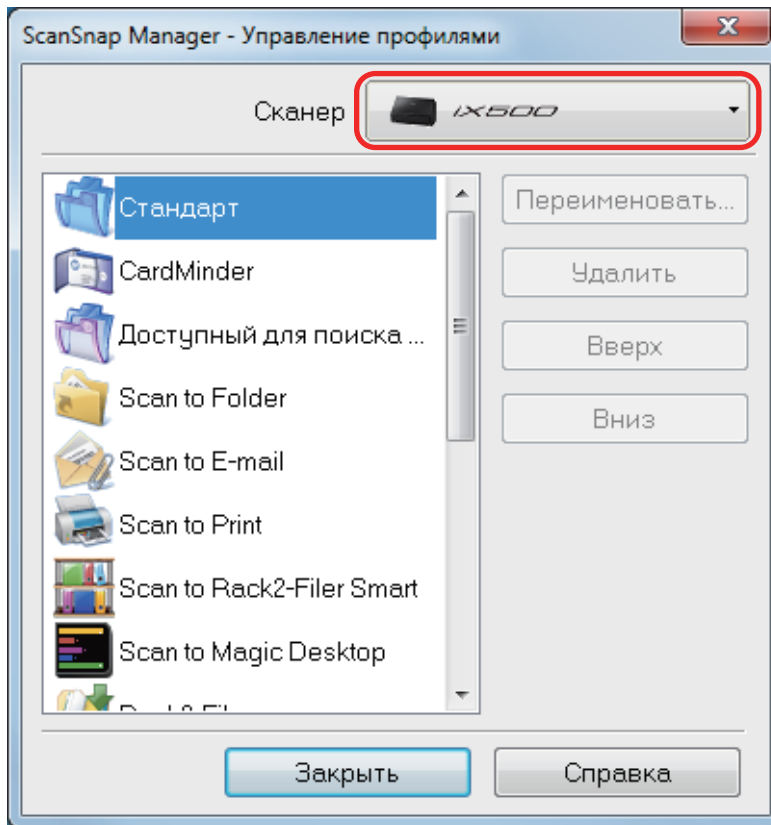 ScanSnap Manager - Управление профилями
Сканер iX500
Стандарт
CardMinder
Доступный для поиска ...
Scan to Folder
Scan to E-mail
Scan to Print
Scan to Rack2-Filer Smart
Scan to Magic Desktop
Переименовать...
Удалить
Вверх
Вниз
Закрыть
Справка